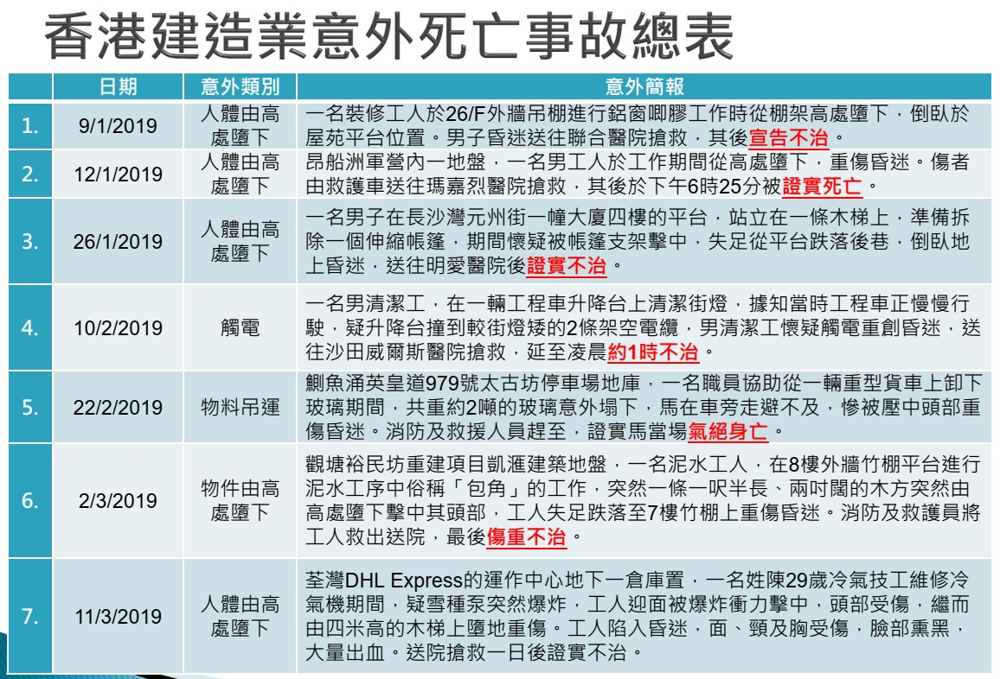 香港建造業意外死亡事故總表
日期 意外類別 意外簡報
1. 9/1/2019 人體由高
處墮下
一名裝修工人於26/F外牆吊棚進行鋁窗唧膠工作時從棚架高處墮下，倒臥於
屋苑平台位置。男子昏迷送往聯合醫院搶救，其後宣告不治。
2. 12/1/2019 人體由高
處墮下
昂船洲軍營內一地盤，一名男工人於工作期間從高處墮下，重傷昏迷。傷者
由救護車送往瑪嘉烈醫院搶救，其後於下午6時25分被證實死亡。
3. 26/1/2019 人體由高
處墮下
一名男子在長沙灣元州街一幢大廈四樓的平台，站立在一條木梯上，準備拆
除一個伸縮帳篷，期間懷疑被帳篷支架擊中，失足從平台跌落後巷，倒臥地
上昏迷，送往明愛醫院後證實不治。
4. 10/2/2019 觸電
一名男清潔工，在一輛工程車升降台上清潔街燈，據知當時工程車正慢慢行
駛，疑升降台撞到較街燈矮的2條架空電纜，男清潔工懷疑觸電重創昏迷，送
往沙田威爾斯醫院搶救，延至凌晨約1時不治。
5. 22/2/2019 物料吊運
鰂魚涌英皇道979號太古坊停車場地庫，一名職員協助從一輛重型貨車上卸下
玻璃期間，共重約2噸的玻璃意外塌下，馬在車旁走避不及，慘被壓中頭部重
傷昏迷。消防及救援人員趕至，證實馬當場氣絕身亡。
6. 2/3/2019 物件由高
處墮下
觀塘裕民坊重建項目凱滙建築地盤，一名泥水工人，在8樓外牆竹棚平台進行
泥水工序中俗稱「包角」的工作，突然一條一呎半長、兩吋闊的木方突然由
高處墮下擊中其頭部，工人失足跌落至7樓竹棚上重傷昏迷。消防及救護員將
工人救出送院，最後傷重不治。
7. 11/3/2019 人體由高
處墮下
荃灣DHL Express的運作中心地下一倉庫置，一名姓陳29歲冷氣技工維修冷
氣機期間，疑雪種泵突然爆炸，工人迎面被爆炸衝力擊中，頭部受傷，繼而
由四米高的木梯上墮地重傷。工人陷入昏迷，面、頸及胸受傷，臉部熏黑，
大量出血。送院搶救一日後證實不治。